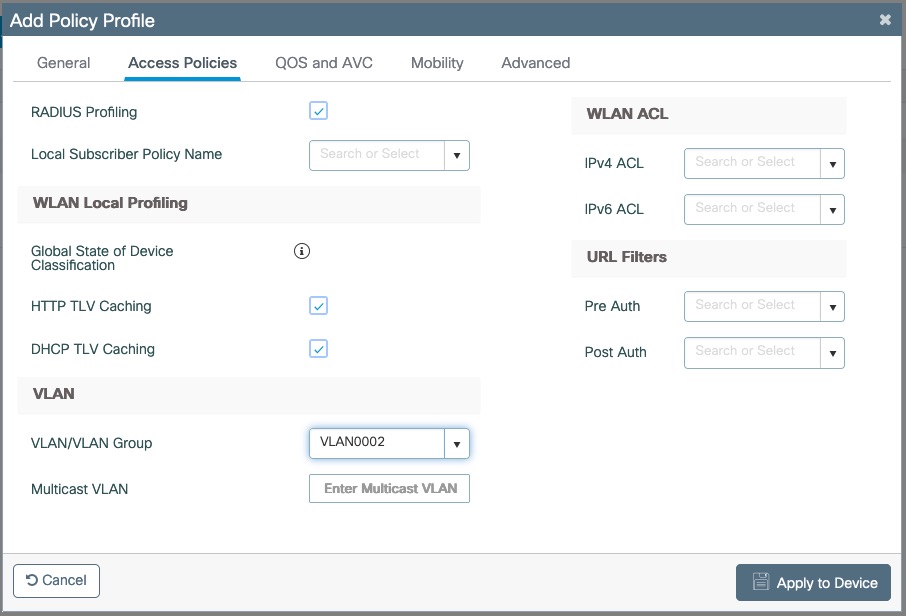 Add Policy Profile
General Access Policies QOS and AVC Mobility Advanced
RADIUS Profiling
Local Subscriber Policy Name Search or Select
WLAN Local Profiling
Global State of Device
Classification
HTTP TLV Caching
DHCP TLV Caching
VLAN
VLAN/VLAN Group VLAN0002
Multicast VLAN Enter Multicast VLAN
WLAN ACL
IPv4 ACL Search or Select
IPv6 ACL Search or Select
URL Filters
Pre Auth Search or Select
Post Auth Search or Select
Cancel
Apply to Device